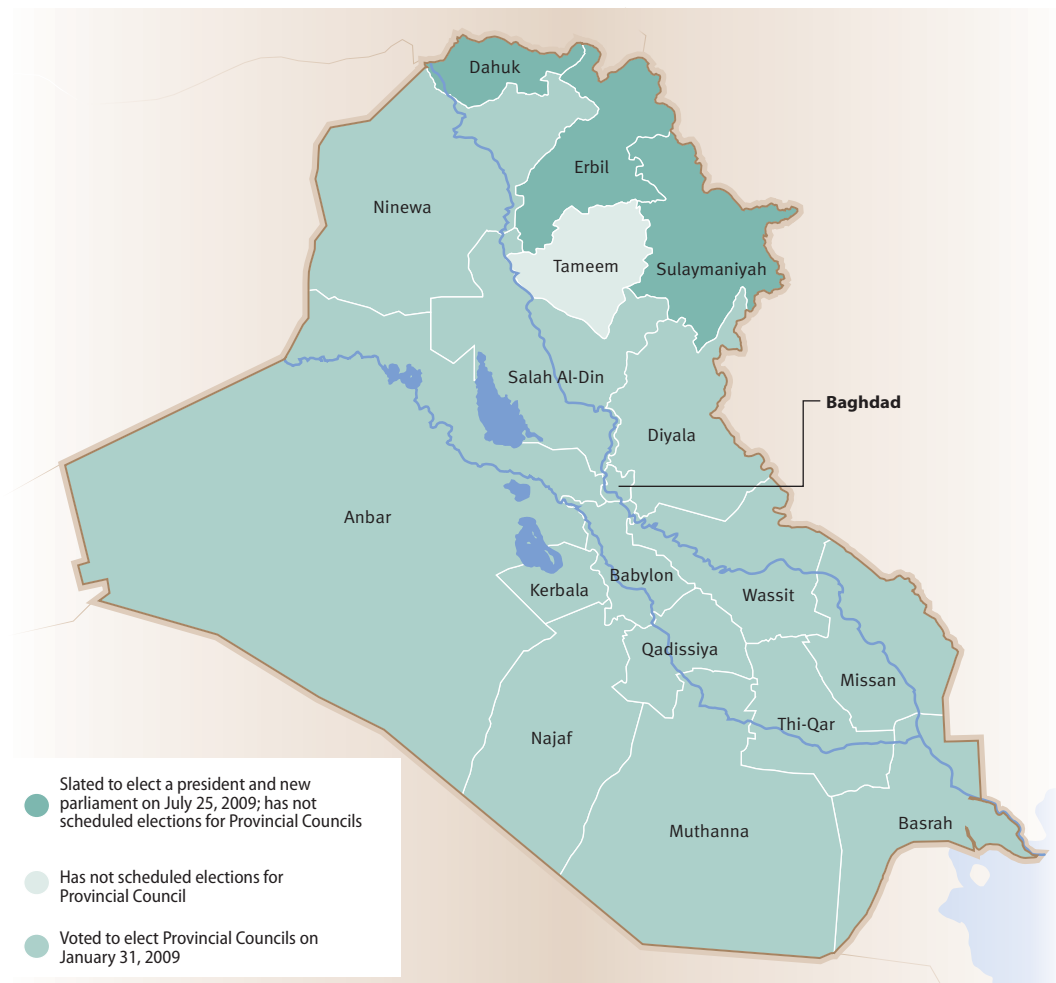 Dahuk
Erbil
Ninewa
Tameem
Sulaymaniyah
Salah Al-Din
Baghdad
Diyala
Anbar
Babylon
Kerbala
Wassit
Qadissiya
Missan
Thi-Qar
Najaf
Muthanna
Basrah
Slated to elect a president and new
parliament on July 25, 2009; has not
scheduled elections for Provincial Councils
Has not scheduled elections for
Provincial Council
Voted to elect Provincial Councils on
January 31, 2009